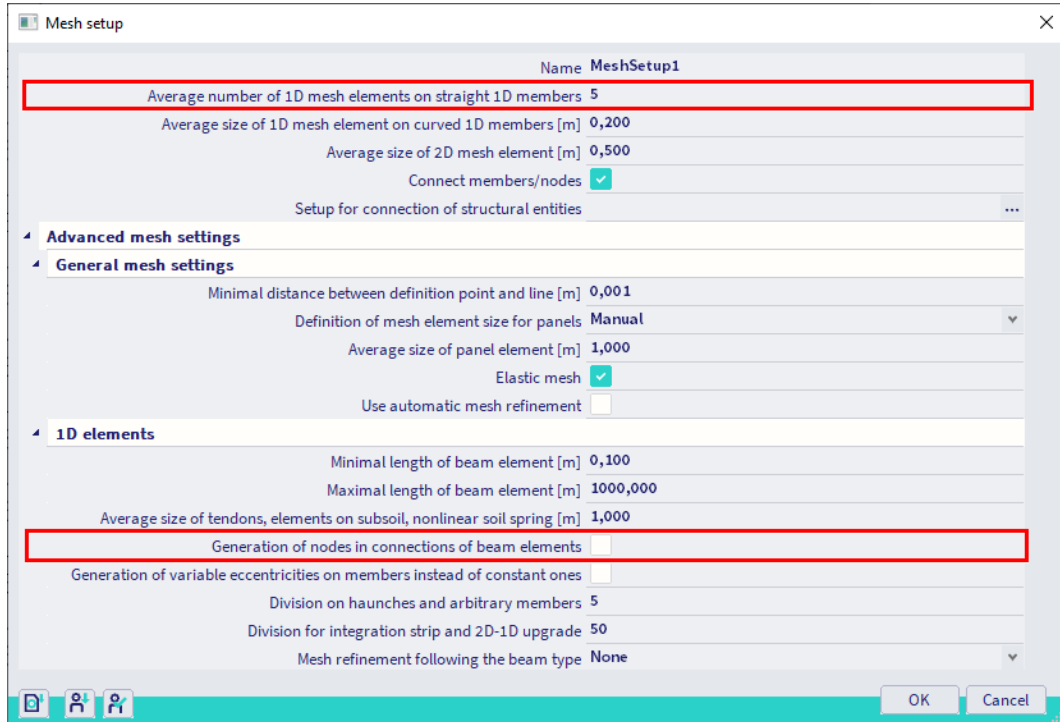 Mesh setup
Name MeshSetup1
Average number of 1D mesh elements on straight 1D members 5
Average size of 1D mesh element on curved 1D members [m] 0,200
Average size of 2D mesh element [m] 0,500
Connect members/nodes
Setup for connection of structural entities ...
Advanced mesh settings
General mesh settings
Minimal distance between definition point and line [m] 0,001
Definition of mesh element size for panels Manual
Average size of panel element [m] 1,000
Elastic mesh
Use automatic mesh refinement
1D elements
Minimal length of beam element [m] 0,100
Maximal length of beam element [m] 1000,000
Average size of tendons, elements on subsoil, nonlinear soil spring [m] 1,000
Generation of nodes in connections of beam elements
Generation of variable eccentricities on members instead of constant ones
Division on haunches and arbitrary members 5
Division for integration strip and 2D-1D upgrade 50
Mesh refinement following the beam type None
OK Cancel